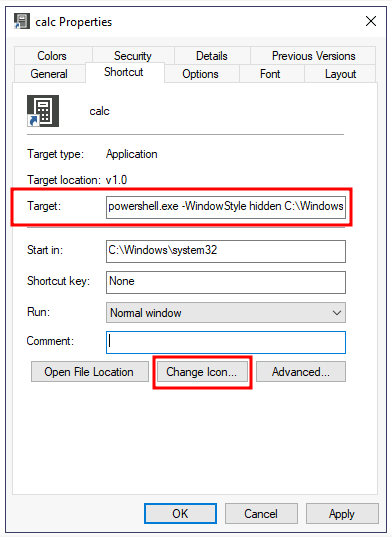 calc Properties
Colors Security Details Previous Versions
General Shortcut Options Font Layout
calc
Target type: Application
Target location: v1.0
Target: powershell.exe -WindowStyle hidden C:\Windows
Start in: C:\Windows\system32
Shortcut key: None
Run: Normal window
Comment:
Open File Location Change Icon... Advanced...
OK Cancel Apply